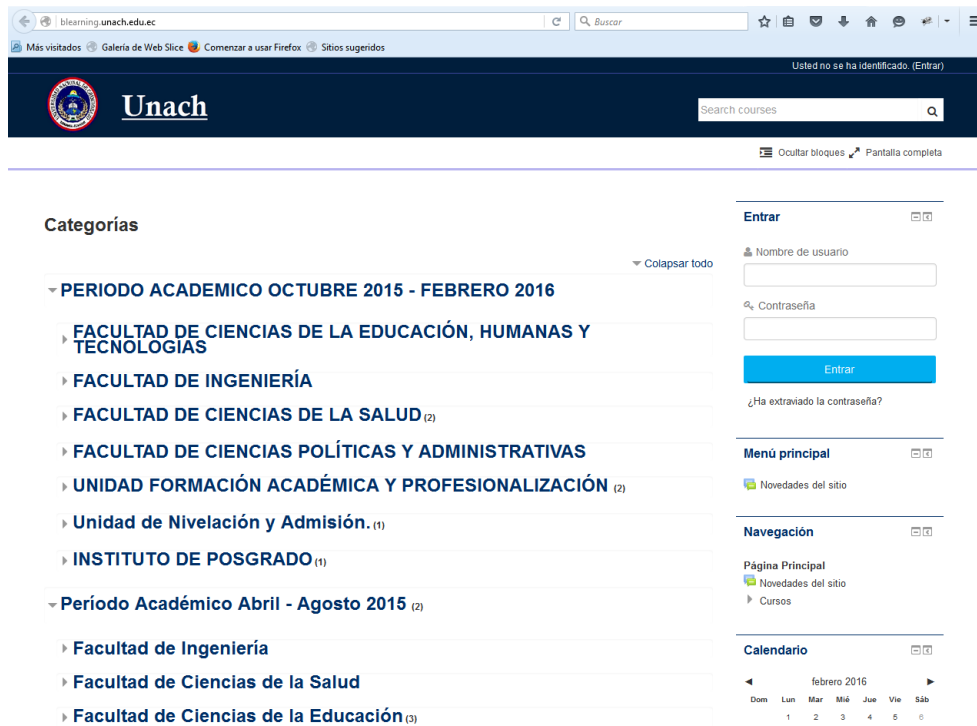 blearning.unach.edu.ec
Buscar
Más visitados Galería de Web Slice Comenzar a usar Firefox Sitios sugeridos
Usted no se ha identificado. (Entrar)
Unach
Search courses
Ocultar bloques Pantalla completa
Categorías
Colapsar todo
PERIODO ACADEMICO OCTUBRE 2015 - FEBRERO 2016
FACULTAD DE CIENCIAS DE LA EDUCACIÓN, HUMANAS Y
TECNOLOGÍAS
FACULTAD DE INGENIERÍA
FACULTAD DE CIENCIAS DE LA SALUD (2)
FACULTAD DE CIENCIAS POLÍTICAS Y ADMINISTRATIVAS
UNIDAD FORMACIÓN ACADÉMICA Y PROFESIONALIZACIÓN (2)
Unidad de Nivelación y Admisión. (1)
INSTITUTO DE POSGRADO (1)
Período Académico Abril - Agosto 2015 (2)
Facultad de Ingeniería
Facultad de Ciencias de la Salud
Facultad de Ciencias de la Educación (3)
Entrar
Nombre de usuario
Contraseña
Entrar
¿Ha extraviado la contraseña?
Menú principal
Novedades del sitio
Navegación
Página Principal
Novedades del sitio
Cursos
Calendario
febrero 2016
Dom Lun Mar Mié Jue Vie Sáb
1 2 3 4 5 6